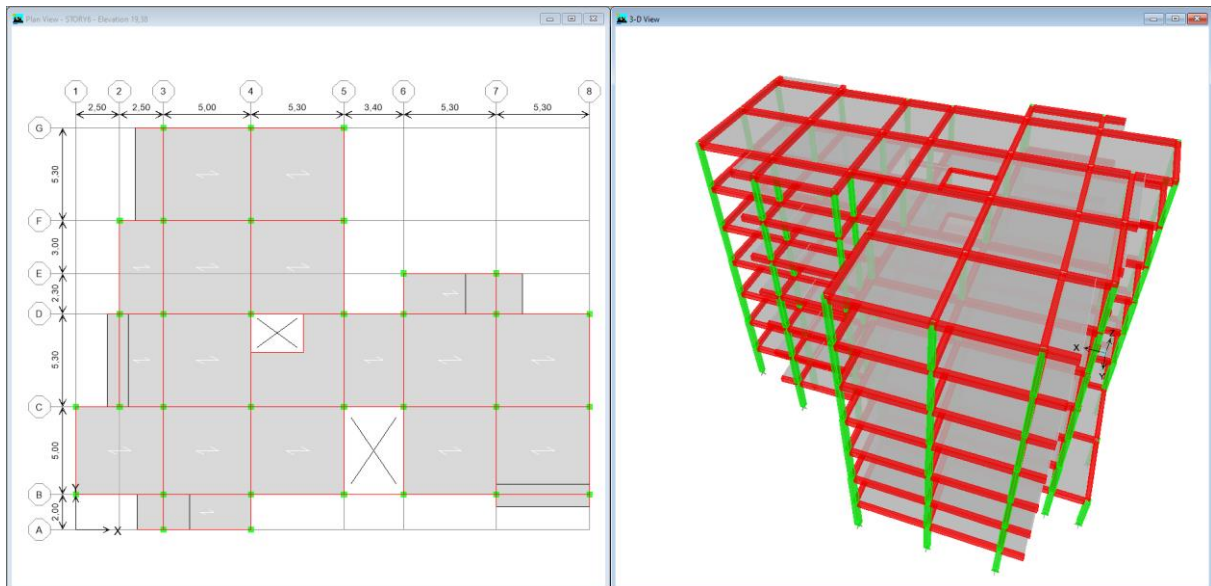 Plan View - STORY6 - Elevation 19,38
1 2 3 4 5 6 7 8
2,50 2,50 5,00 5,30 3,40 5,30 5,30
G
5,30
F
3,00
E
2,30
D
5,30
C
5,00
B
Y
2,00
A
X
3-D View
X
Z
Y